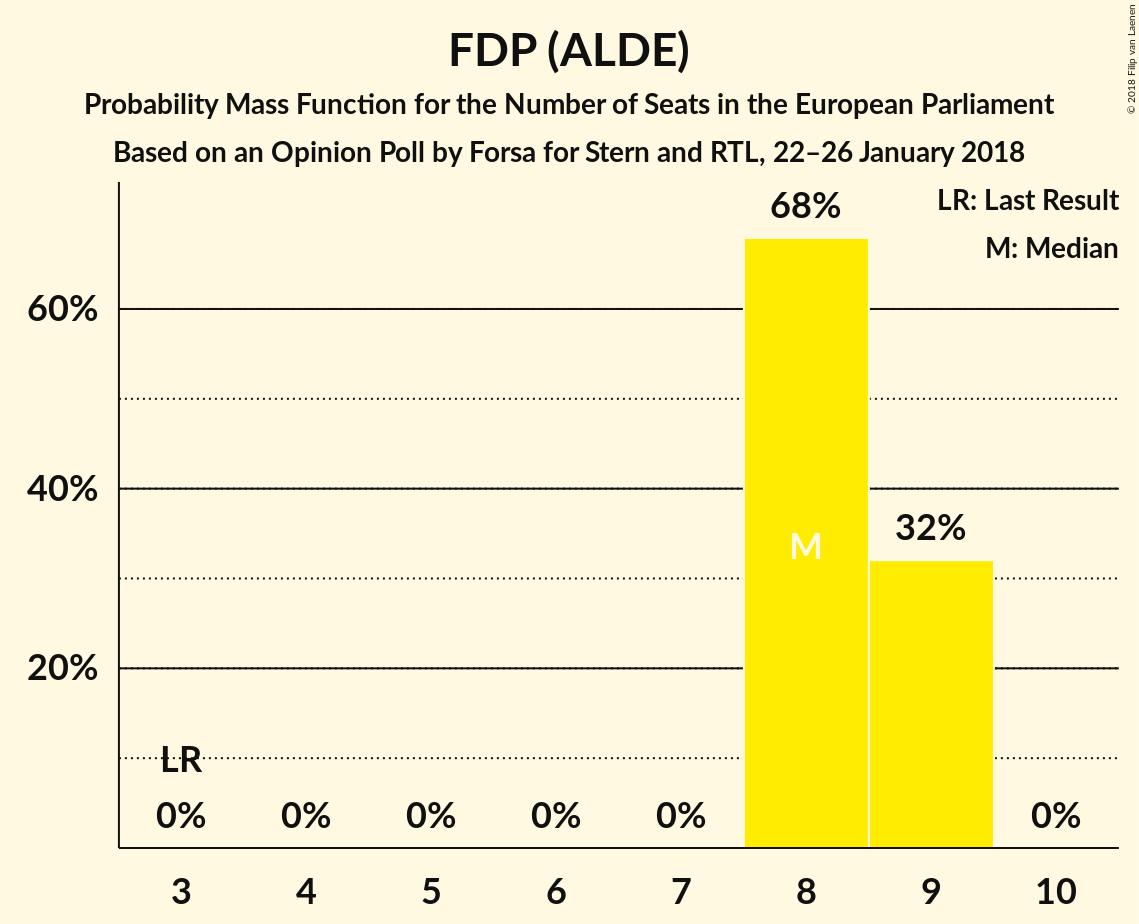 FDP (ALDE)
Probability Mass Function for the Number of Seats in the European Parliament
Based on an Opinion Poll by Forsa for Stern and RTL, 22–26 January 2018
© 2018 Filip van Laenen
LR: Last Result
M: Median
68%
60%
40%
32%
M
20%
LR
0% 0% 0% 0% 0% 0%
3 4 5 6 7 8 9 10